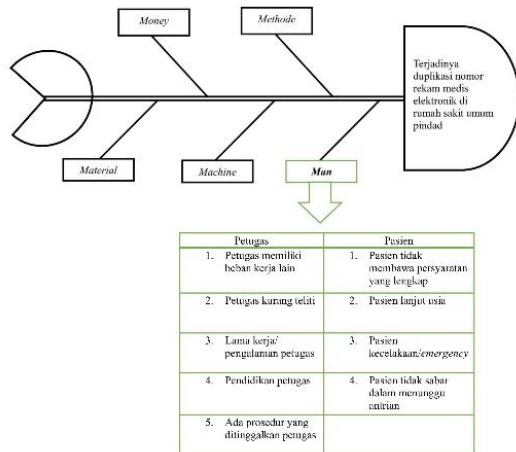 Money
Methode
Terjadinya
duplikasi nomor
rekam medis
elektronik di
rumah sakit umum
pindad
Material
Machine
Man
Petugas
Pasien
1. Petugas memiliki
beban kerja lain
1. Pasien tidak
membawa persyaratan
yang lengkap
2. Petugas kurang teliti
2. Pasien lanjut usia
3. Lama kerja/
pengalaman petugas
3. Pasien
kecelakaan/emergency
4. Pendidikan petugas
4. Pasien tidak sabar
dalam menunggu
antrian
5. Ada prosedur yang
ditinggalkan petugas